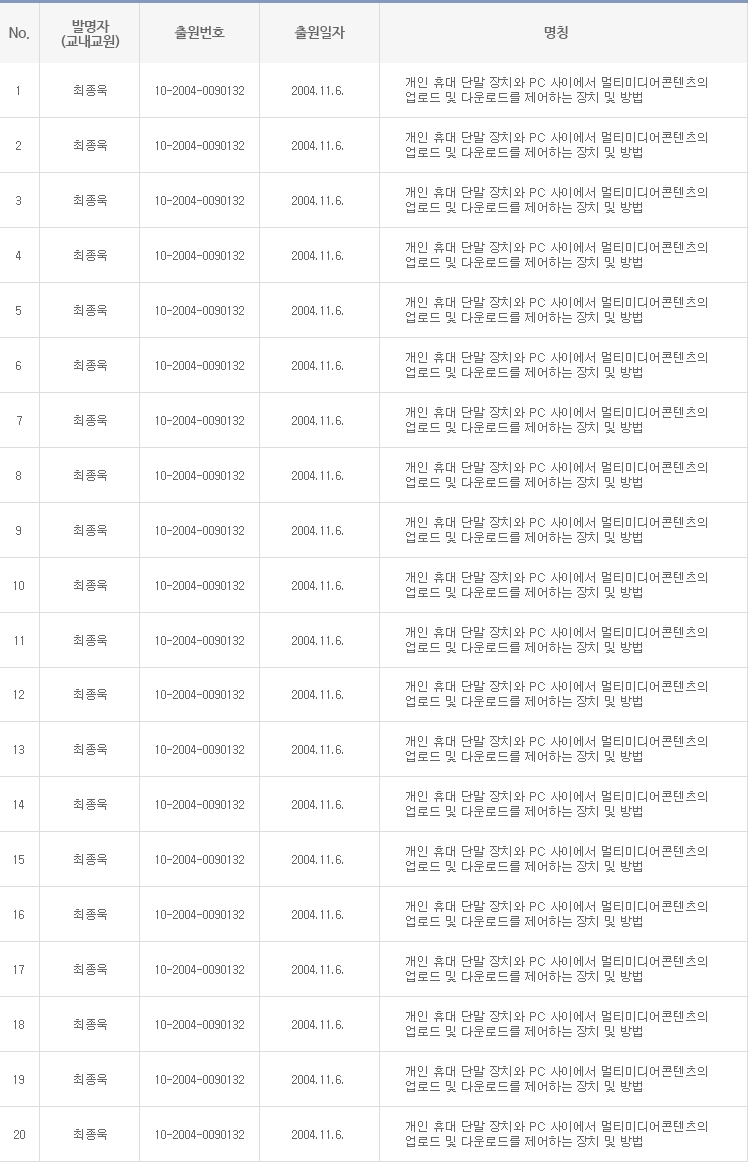 No. 발명자 (교내교원) 출원번호 출원일자 명칭
1 최종욱 10-2004-0090132 2004.11.6. 개인 휴대 단말 장치와 PC 사이에서 멀티미디어콘텐츠의
업로드 및 다운로드를 제어하는 장치 및 방법
2 최종욱 10-2004-0090132 2004.11.6. 개인 휴대 단말 장치와 PC 사이에서 멀티미디어콘텐츠의
업로드 및 다운로드를 제어하는 장치 및 방법
3 최종욱 10-2004-0090132 2004.11.6. 개인 휴대 단말 장치와 PC 사이에서 멀티미디어콘텐츠의
업로드 및 다운로드를 제어하는 장치 및 방법
4 최종욱 10-2004-0090132 2004.11.6. 개인 휴대 단말 장치와 PC 사이에서 멀티미디어콘텐츠의
업로드 및 다운로드를 제어하는 장치 및 방법
5 최종욱 10-2004-0090132 2004.11.6. 개인 휴대 단말 장치와 PC 사이에서 멀티미디어콘텐츠의
업로드 및 다운로드를 제어하는 장치 및 방법
6 최종욱 10-2004-0090132 2004.11.6. 개인 휴대 단말 장치와 PC 사이에서 멀티미디어콘텐츠의
업로드 및 다운로드를 제어하는 장치 및 방법
7 최종욱 10-2004-0090132 2004.11.6. 개인 휴대 단말 장치와 PC 사이에서 멀티미디어콘텐츠의
업로드 및 다운로드를 제어하는 장치 및 방법
8 최종욱 10-2004-0090132 2004.11.6. 개인 휴대 단말 장치와 PC 사이에서 멀티미디어콘텐츠의
업로드 및 다운로드를 제어하는 장치 및 방법
9 최종욱 10-2004-0090132 2004.11.6. 개인 휴대 단말 장치와 PC 사이에서 멀티미디어콘텐츠의
업로드 및 다운로드를 제어하는 장치 및 방법
10 최종욱 10-2004-0090132 2004.11.6. 개인 휴대 단말 장치와 PC 사이에서 멀티미디어콘텐츠의
업로드 및 다운로드를 제어하는 장치 및 방법
11 최종욱 10-2004-0090132 2004.11.6. 개인 휴대 단말 장치와 PC 사이에서 멀티미디어콘텐츠의
업로드 및 다운로드를 제어하는 장치 및 방법
12 최종욱 10-2004-0090132 2004.11.6. 개인 휴대 단말 장치와 PC 사이에서 멀티미디어콘텐츠의
업로드 및 다운로드를 제어하는 장치 및 방법
13 최종욱 10-2004-0090132 2004.11.6. 개인 휴대 단말 장치와 PC 사이에서 멀티미디어콘텐츠의
업로드 및 다운로드를 제어하는 장치 및 방법
14 최종욱 10-2004-0090132 2004.11.6. 개인 휴대 단말 장치와 PC 사이에서 멀티미디어콘텐츠의
업로드 및 다운로드를 제어하는 장치 및 방법
15 최종욱 10-2004-0090132 2004.11.6. 개인 휴대 단말 장치와 PC 사이에서 멀티미디어콘텐츠의
업로드 및 다운로드를 제어하는 장치 및 방법
16 최종욱 10-2004-0090132 2004.11.6. 개인 휴대 단말 장치와 PC 사이에서 멀티미디어콘텐츠의
업로드 및 다운로드를 제어하는 장치 및 방법
17 최종욱 10-2004-0090132 2004.11.6. 개인 휴대 단말 장치와 PC 사이에서 멀티미디어콘텐츠의
업로드 및 다운로드를 제어하는 장치 및 방법
18 최종욱 10-2004-0090132 2004.11.6. 개인 휴대 단말 장치와 PC 사이에서 멀티미디어콘텐츠의
업로드 및 다운로드를 제어하는 장치 및 방법
19 최종욱 10-2004-0090132 2004.11.6. 개인 휴대 단말 장치와 PC 사이에서 멀티미디어콘텐츠의
업로드 및 다운로드를 제어하는 장치 및 방법
20 최종욱 10-2004-0090132 2004.11.6. 개인 휴대 단말 장치와 PC 사이에서 멀티미디어콘텐츠의
업로드 및 다운로드를 제어하는 장치 및 방법